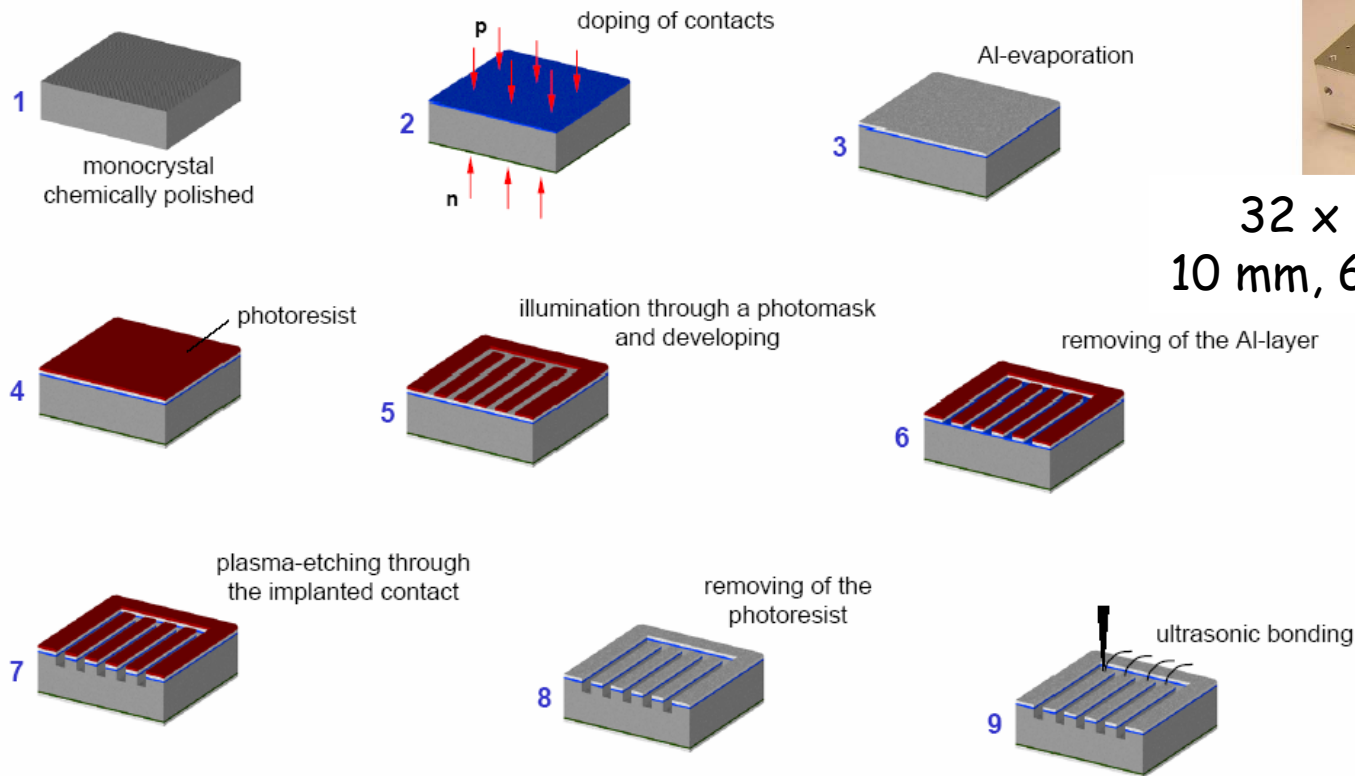 doping of contacts
p
n
Al-evaporation
1
2
3
monocrystal
chemically polished
32 x
10 mm, 6
photoresist
illumination through a photomask
and developing
removing of the Al-layer
4
5
6
plasma-etching through
the implanted contact
removing of the
photoresist
ultrasonic bonding
7
8
9